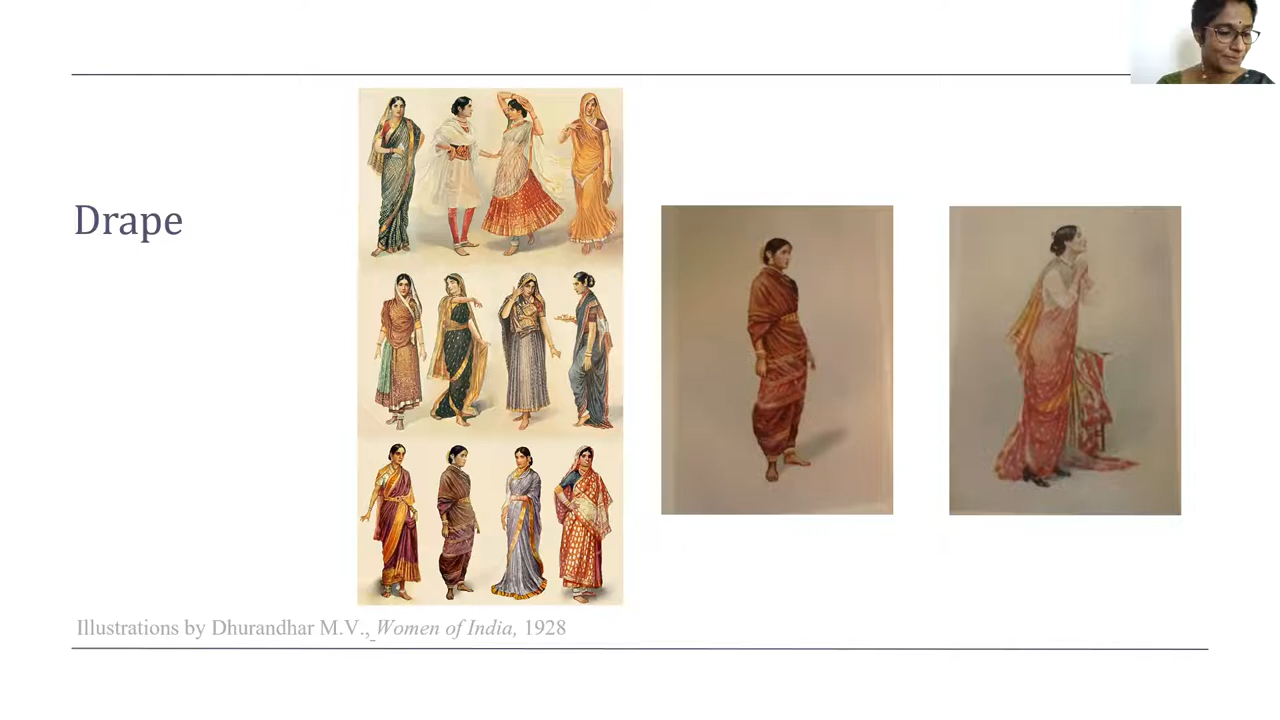 Drape
Illustrations by Dhurandhar M.V., Women of India, 1928